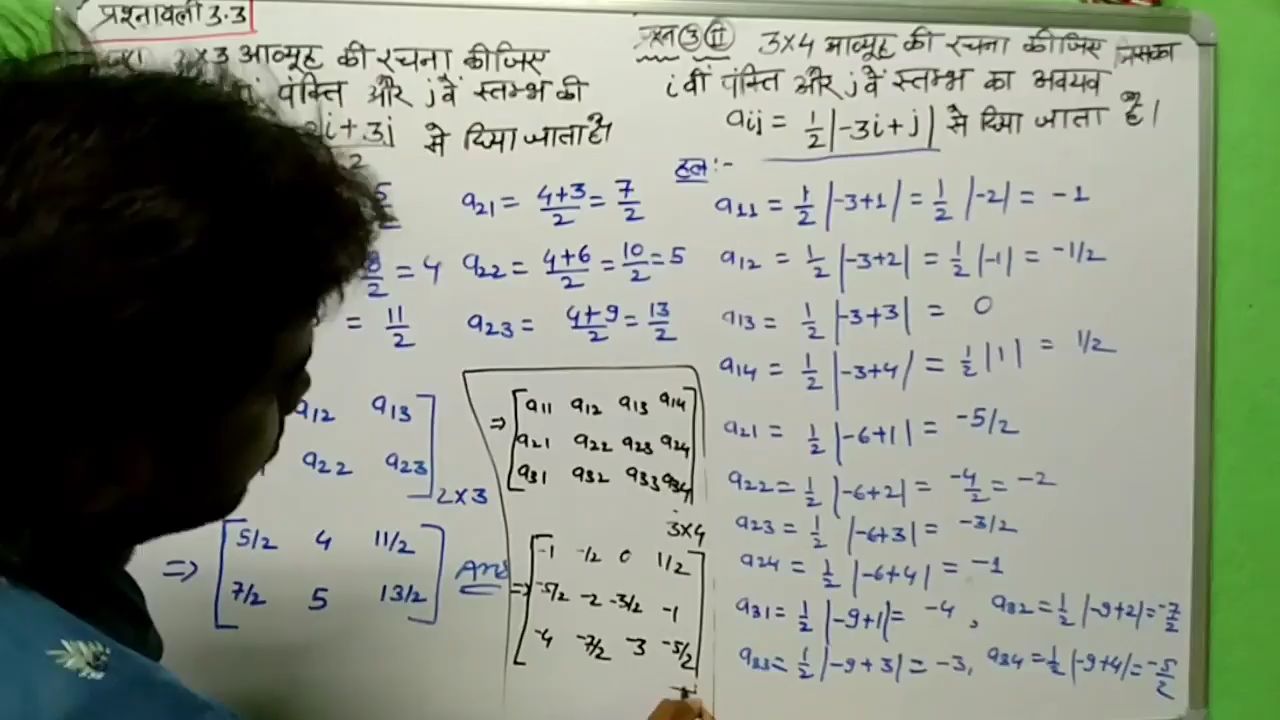 प्रश्नावली 3.3
×3 आव्यूह की रचना कीजिए
पंक्ति और j वें स्तम्भ की
i+3j / 2 से दिया जाता है।
a21 = (4+3)/2 = 7/2
8/2 = 4 a22 = (4+6)/2 = 10/2 = 5
= 11/2 a23 = (4+9)/2 = 13/2
a12 a13
a22 a23 ]2×3
⇒ [5/2 4 11/2
7/2 5 13/2] Ans
⇒ [a11 a12 a13 a14
a21 a22 a23 a24
a31 a32 a33 a34] 3×4
⇒ [-1 -1/2 0 1/2
-5/2 -2 -3/2 -1
-4 -7/2 -3 -5/2]
③ ⓘⓘ 3×4 आव्यूह की रचना कीजिए जिसका
i वीं पंक्ति और j वें स्तम्भ का अवयव
aij = 1/2 |-3i+j| से दिया जाता है।
हल :-
a11 = 1/2 |-3+1| = 1/2 |-2| = -1
a12 = 1/2 |-3+2| = 1/2 |-1| = -1/2
a13 = 1/2 |-3+3| = 0
a14 = 1/2 |-3+4| = 1/2 |1| = 1/2
a21 = 1/2 |-6+1| = -5/2
a22 = 1/2 |-6+2| = -4/2 = -2
a23 = 1/2 |-6+3| = -3/2
a24 = 1/2 |-6+4| = -1
a31 = 1/2 |-9+1| = -4 , a32 = 1/2 |-9+2| = -7/2
a33 = 1/2 |-9+3| = -3, a34 = 1/2 |-9+4| = -5/2